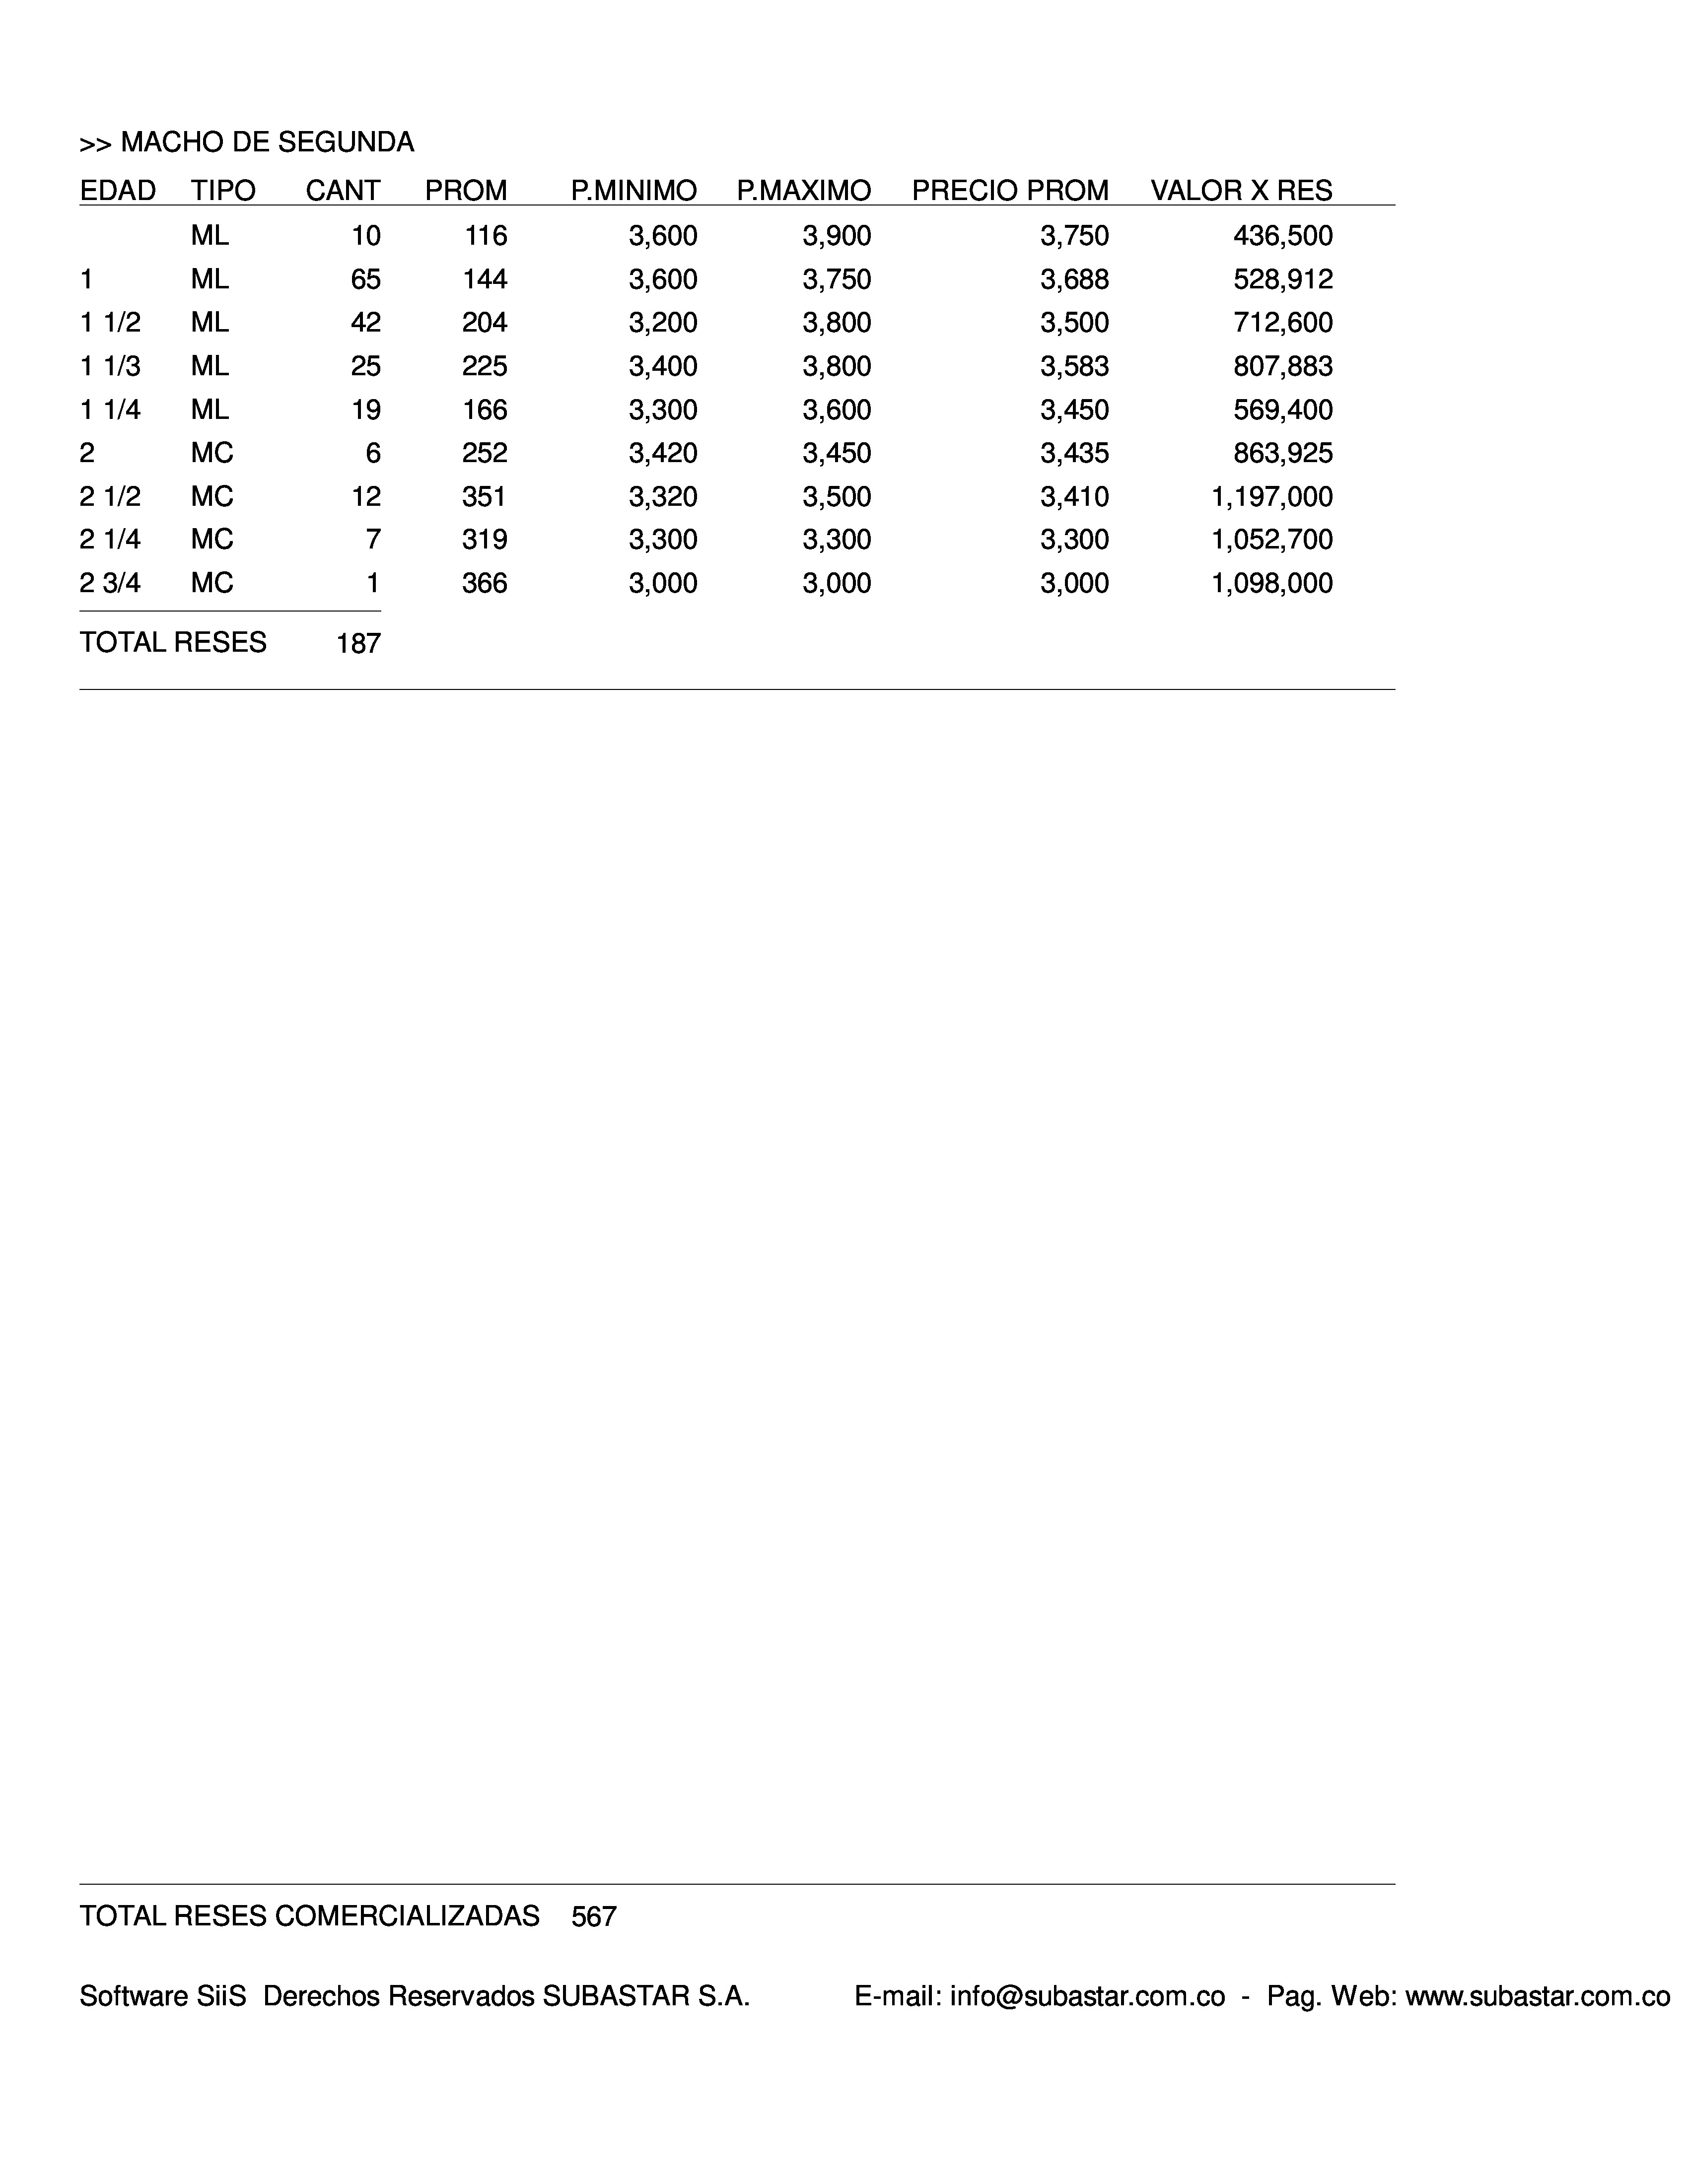 >> MACHO DE SEGUNDA
EDAD TIPO CANT PROM P.MINIMO P.MAXIMO PRECIO PROM VALOR X RES
ML 10 116 3,600 3,900 3,750 436,500
1 ML 65 144 3,600 3,750 3,688 528,912
1 1/2 ML 42 204 3,200 3,800 3,500 712,600
1 1/3 ML 25 225 3,400 3,800 3,583 807,883
1 1/4 ML 19 166 3,300 3,600 3,450 569,400
2 MC 6 252 3,420 3,450 3,435 863,925
2 1/2 MC 12 351 3,320 3,500 3,410 1,197,000
2 1/4 MC 7 319 3,300 3,300 3,300 1,052,700
2 3/4 MC 1 366 3,000 3,000 3,000 1,098,000
TOTAL RESES 187
TOTAL RESES COMERCIALIZADAS 567
Software SiiS Derechos Reservados SUBASTAR S.A. E-mail: info@subastar.com.co - Pag. Web: www.subastar.com.co